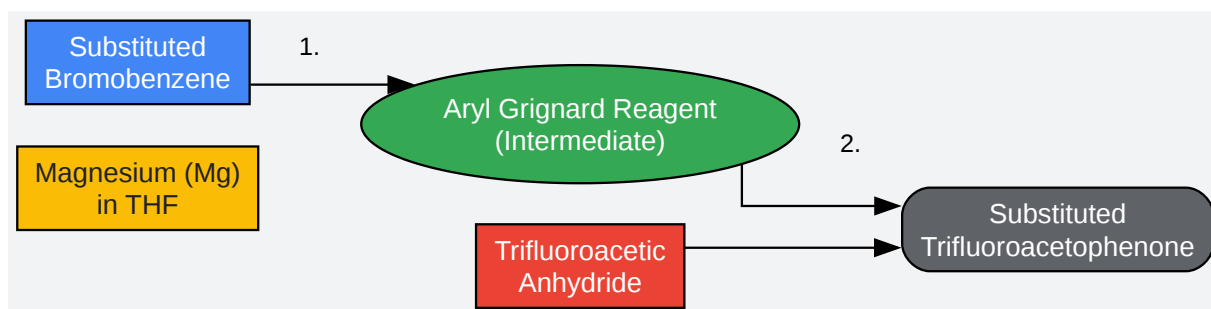 Substituted
Bromobenzene
1.
Aryl Grignard Reagent
(Intermediate)
2.
Magnesium (Mg)
in THF
Substituted
Trifluoroacetophenone
Trifluoroacetic
Anhydride